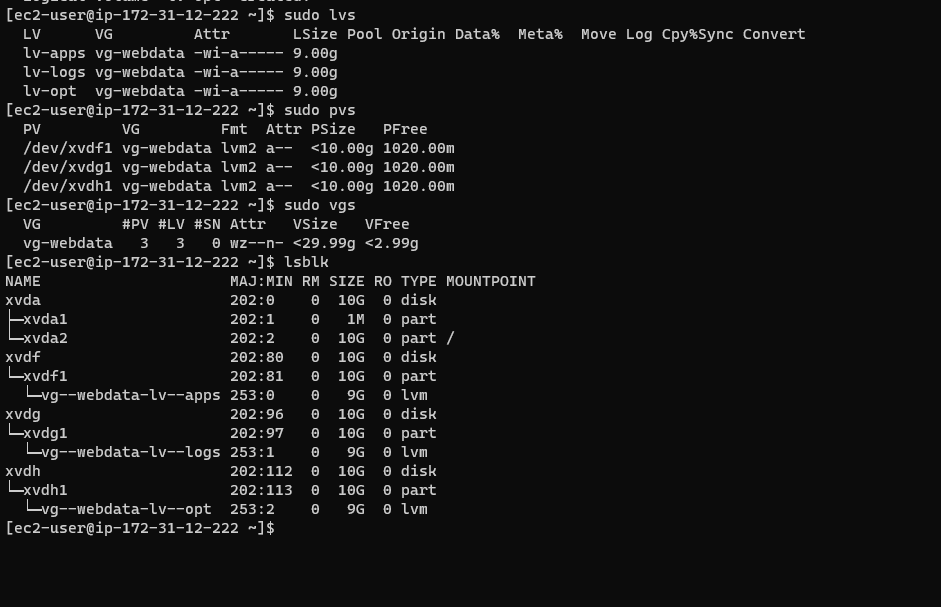 [ec2-user@ip-172-31-12-222 ~]$ sudo lvs
  LV      VG         Attr       LSize Pool Origin Data%  Meta%  Move Log Cpy%Sync Convert
  lv-apps vg-webdata -wi-a----- 9.00g
  lv-logs vg-webdata -wi-a----- 9.00g
  lv-opt  vg-webdata -wi-a----- 9.00g
[ec2-user@ip-172-31-12-222 ~]$ sudo pvs
  PV         VG         Fmt  Attr PSize   PFree
  /dev/xvdf1 vg-webdata lvm2 a--  <10.00g 1020.00m
  /dev/xvdg1 vg-webdata lvm2 a--  <10.00g 1020.00m
  /dev/xvdh1 vg-webdata lvm2 a--  <10.00g 1020.00m
[ec2-user@ip-172-31-12-222 ~]$ sudo vgs
  VG         #PV #LV #SN Attr   VSize   VFree
  vg-webdata   3   3   0 wz--n- <29.99g <2.99g
[ec2-user@ip-172-31-12-222 ~]$ lsblk
NAME                     MAJ:MIN RM SIZE RO TYPE MOUNTPOINT
xvda                     202:0    0  10G  0 disk
├─xvda1                  202:1    0   1M  0 part
└─xvda2                  202:2    0  10G  0 part /
xvdf                     202:80   0  10G  0 disk
└─xvdf1                  202:81   0  10G  0 part
  └─vg--webdata-lv--apps 253:0    0   9G  0 lvm
xvdg                     202:96   0  10G  0 disk
└─xvdg1                  202:97   0  10G  0 part
  └─vg--webdata-lv--logs 253:1    0   9G  0 lvm
xvdh                     202:112  0  10G  0 disk
└─xvdh1                  202:113  0  10G  0 part
  └─vg--webdata-lv--opt  253:2    0   9G  0 lvm
[ec2-user@ip-172-31-12-222 ~]$